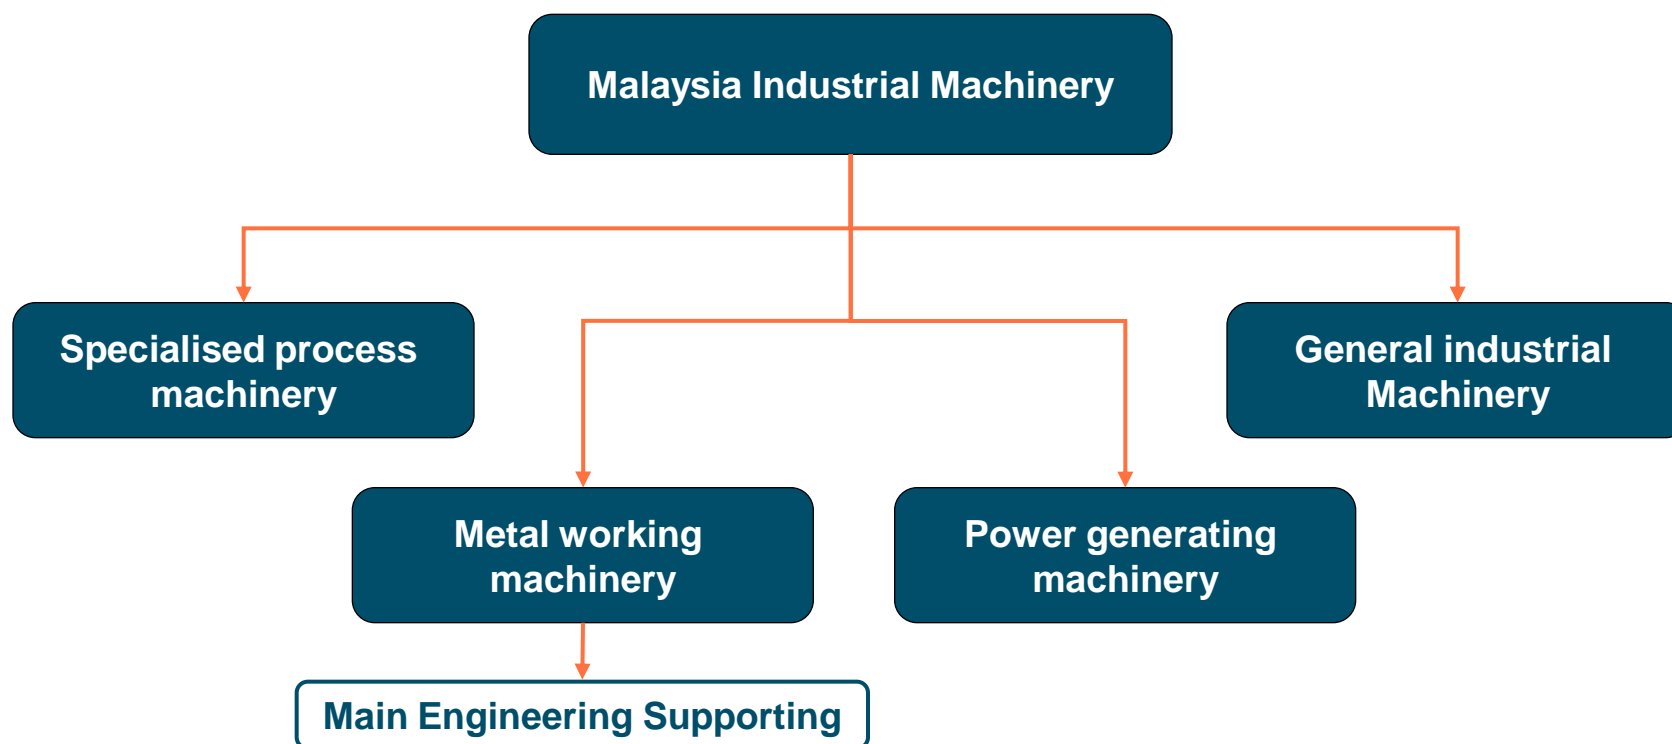 Malaysia Industrial Machinery
Specialised process
machinery
General industrial
Machinery
Metal working
machinery
Power generating
machinery
Main Engineering Supporting